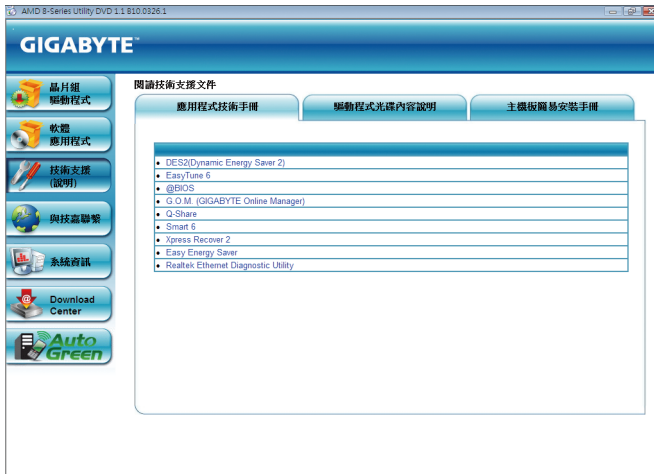 AMD 8-Series Utility DVD 1.1 B10.0326.1
GIGABYTE™
晶片組
驅動程式
軟體
應用程式
技術支援
(說明)
與技嘉聯繫
系統資訊
Download
Center
Auto
Green
閱讀技術支援文件
應用程式技術手冊
驅動程式光碟內容說明
主機板簡易安裝手冊
• DES2(Dynamic Energy Saver 2)
• EasyTune 6
• @BIOS
• G.O.M. (GIGABYTE Online Manager)
• Q-Share
• Smart 6
• Xpress Recover 2
• Easy Energy Saver
• Realtek Ethernet Diagnostic Utility